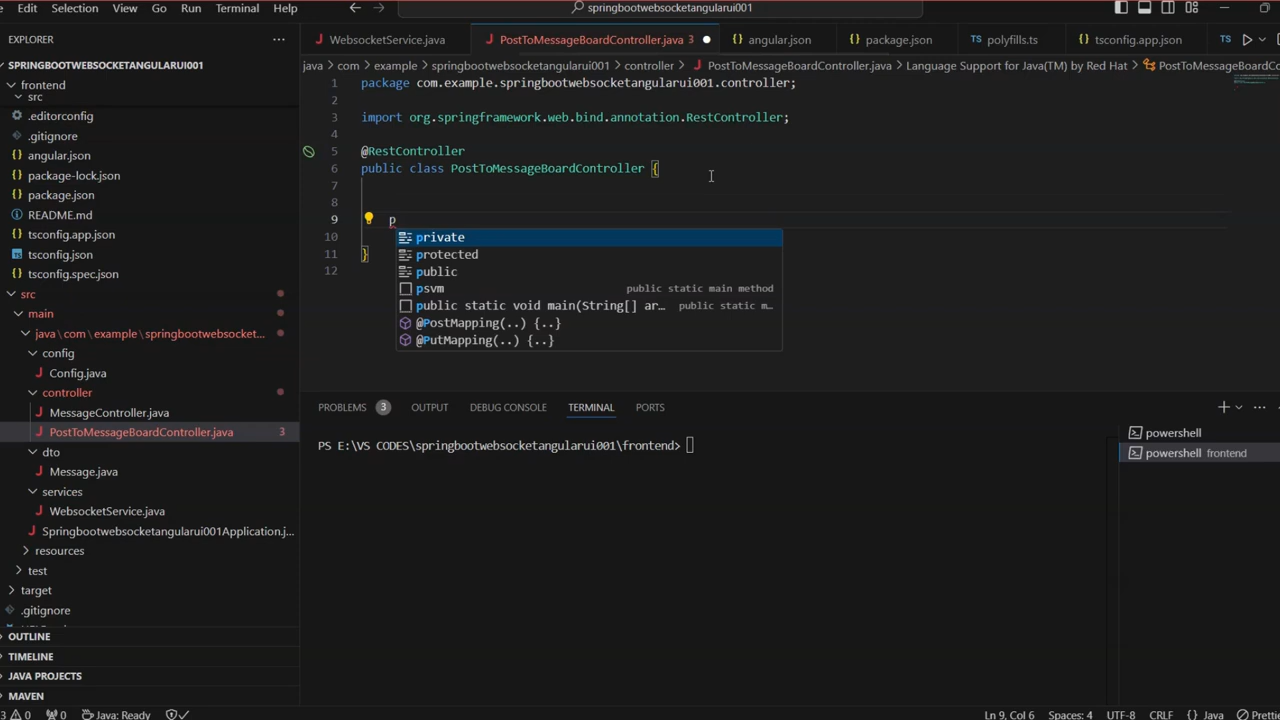 Edit Selection View Go Run Terminal Help springbootwebsocketangularui001
EXPLORER
SPRINGBOOTWEBSOCKETANGULARUI001
frontend
src
.editorconfig
.gitignore
angular.json
package-lock.json
package.json
README.md
tsconfig.app.json
tsconfig.json
tsconfig.spec.json
src
main
java\com\example\springbootwebsocket...
config
Config.java
controller
MessageController.java
PostToMessageBoardController.java 3
dto
Message.java
services
WebsocketService.java
Springbootwebsocketangularui001Application.j...
resources
test
target
.gitignore
OUTLINE
TIMELINE
JAVA PROJECTS
MAVEN
WebsocketService.java PostToMessageBoardController.java 3 angular.json package.json polyfills.ts tsconfig.app.json TS
java > com > example > springbootwebsocketangularui001 > controller > PostToMessageBoardController.java > Language Support for Java(TM) by Red Hat > PostToMessageBoardController
1 package com.example.springbootwebsocketangularui001.controller;
2
3 import org.springframework.web.bind.annotation.RestController;
4
5 @RestController
6 public class PostToMessageBoardController {
7
8
9 p
10
11 }
12
private
protected
public
psvm public static main method
public static void main(String[] ar… public static m…
@PostMapping(..) {..}
@PutMapping(..) {..}
PROBLEMS 3 OUTPUT DEBUG CONSOLE TERMINAL PORTS
PS E:\VS CODES\springbootwebsocketangularui001\frontend>
powershell
powershell frontend
3 0 0 Java: Ready Ln 9, Col 6 Spaces: 4 UTF-8 CRLF {} Java Pretti